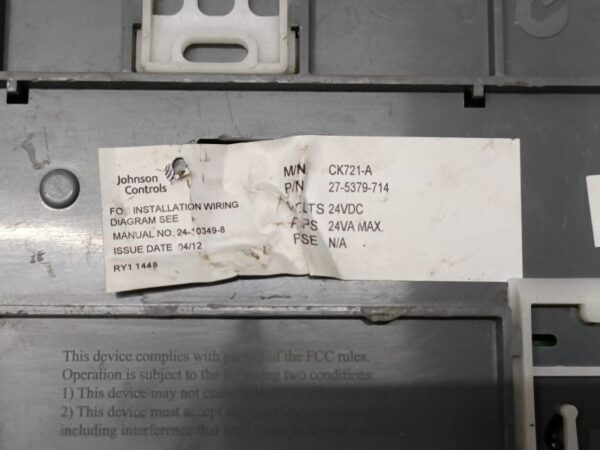 Johnson
Controls
FOR INSTALLATION WIRING
DIAGRAM SEE
MANUAL NO. 24-10349-8
ISSUE DATE 04/12
RY1 1448
M/N CK721-A
P/N 27-5379-714
VOLTS 24VDC
AMPS 24VA MAX.
FSE N/A
This device complies with part 15 of the FCC rules.
Operation is subject to the following two conditions:
1) This device may not cause harmful interference, and
2) This device must accept any interference received,
including interference that may cause